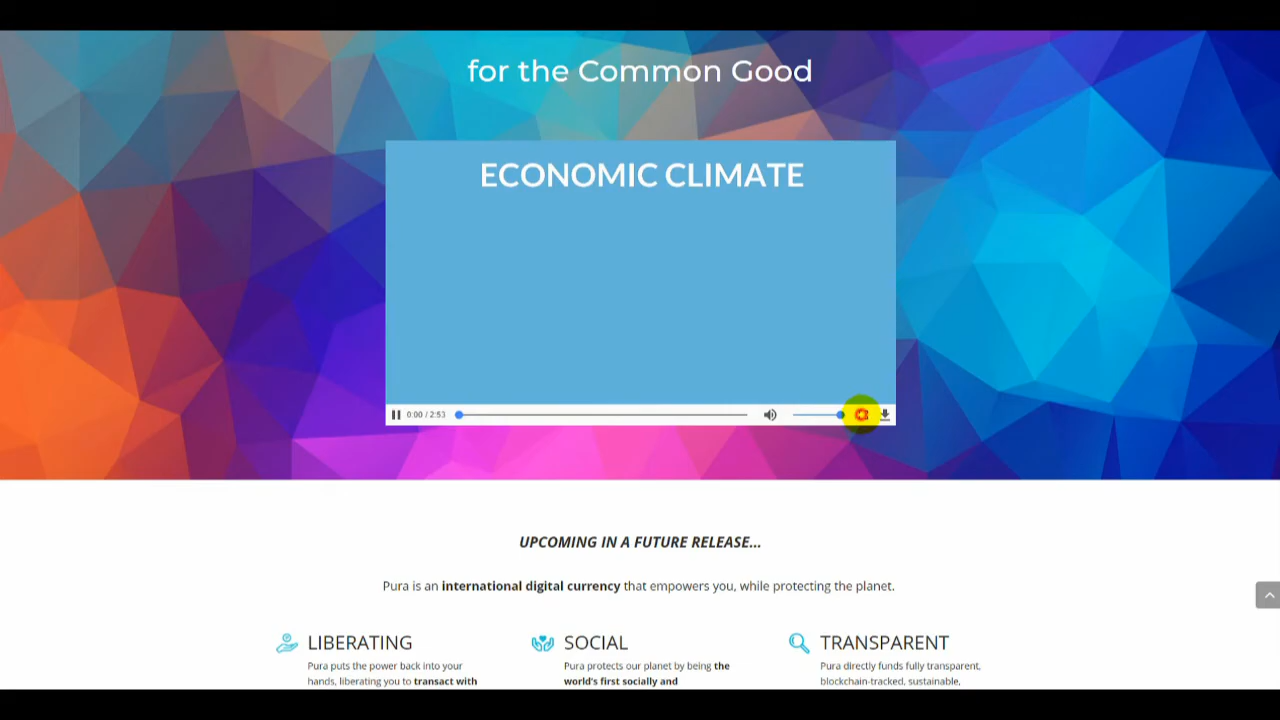 for the Common Good
ECONOMIC CLIMATE
0:00 / 2:53
UPCOMING IN A FUTURE RELEASE...
Pura is an international digital currency that empowers you, while protecting the planet.
LIBERATING
Pura puts the power back into your
hands, liberating you to transact with
SOCIAL
Pura protects our planet by being the
world's first socially and
TRANSPARENT
Pura directly funds fully transparent,
blockchain-tracked, sustainable,